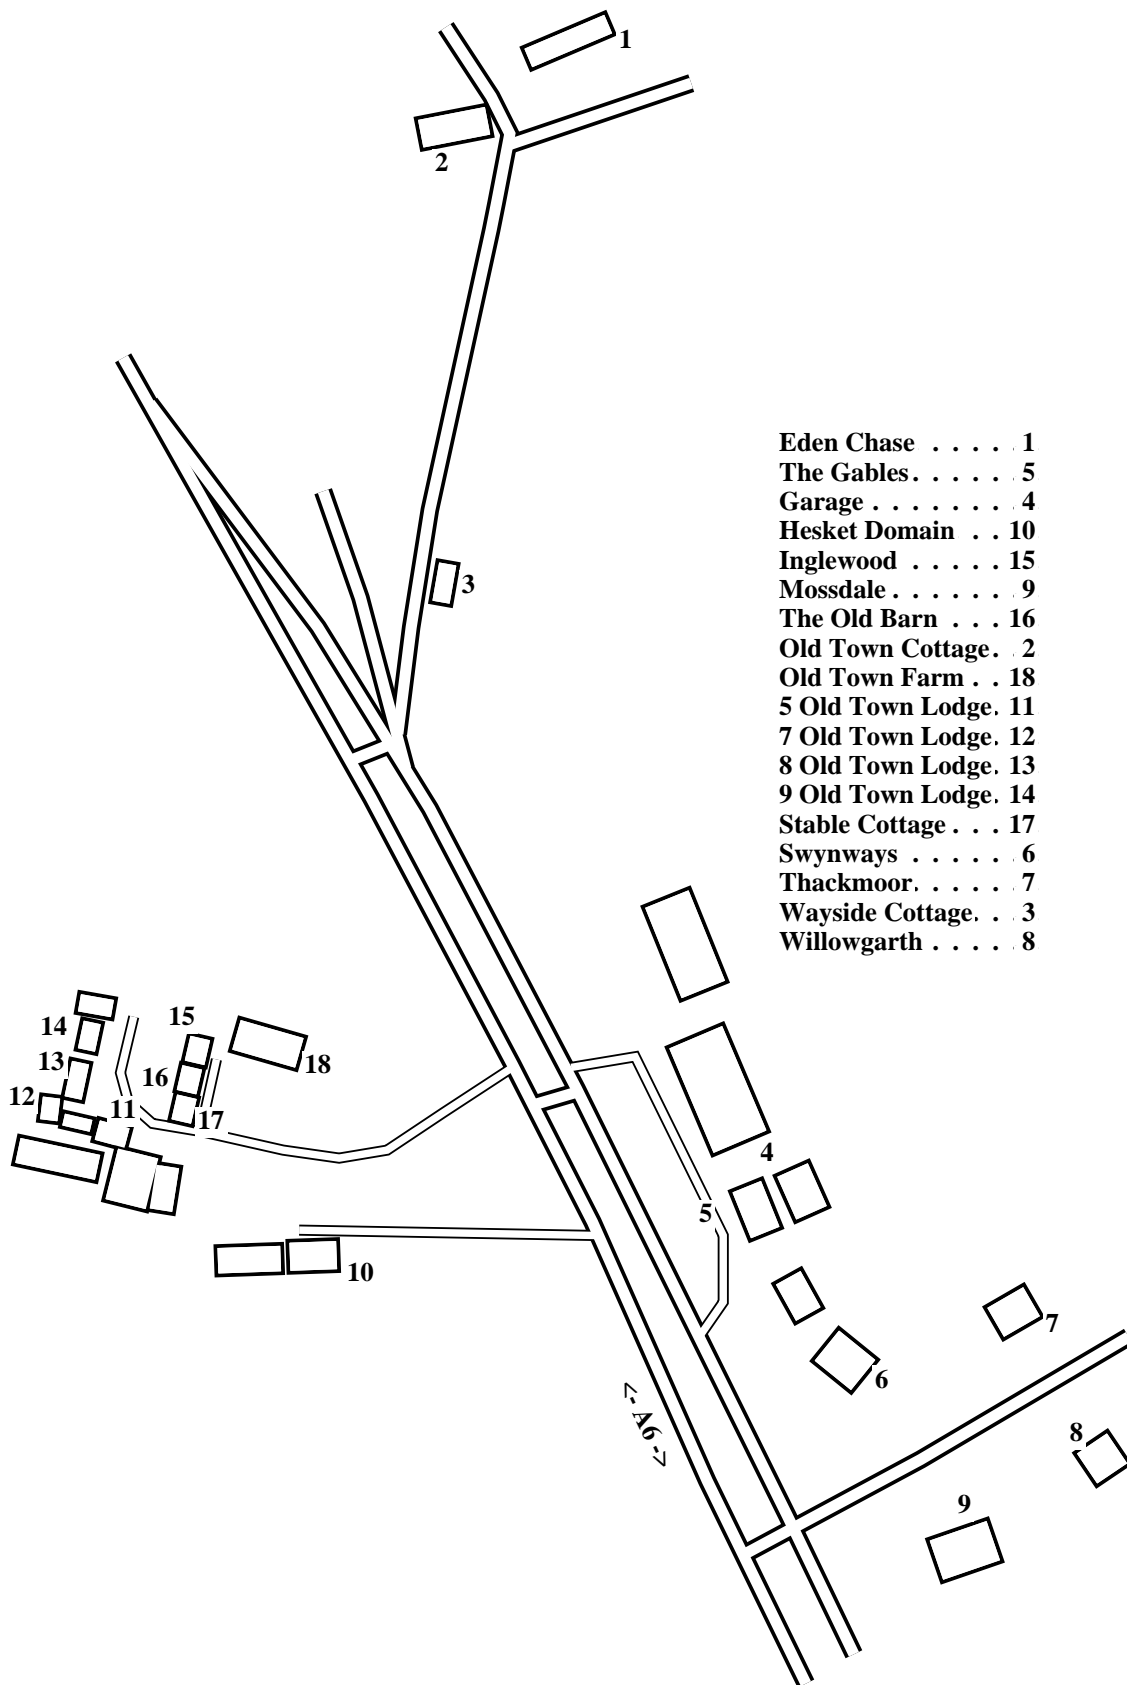 1
2
Eden Chase . . . . . 1
The Gables. . . . . . 5
Garage . . . . . . . . 4
Hesket Domain . . 10
Inglewood . . . . . 15
Mossdale . . . . . . . 9
The Old Barn . . . 16
Old Town Cottage. 2
Old Town Farm . . 18
5 Old Town Lodge. 11
7 Old Town Lodge. 12
8 Old Town Lodge. 13
9 Old Town Lodge. 14
Stable Cottage . . . 17
Swynways . . . . . . 6
Thackmoor. . . . . . 7
Wayside Cottage. . 3
Willowgarth . . . . . 8
3
15
14
18
13
16
12
11
17
4
5
10
7
6
<- A6 ->
8
9